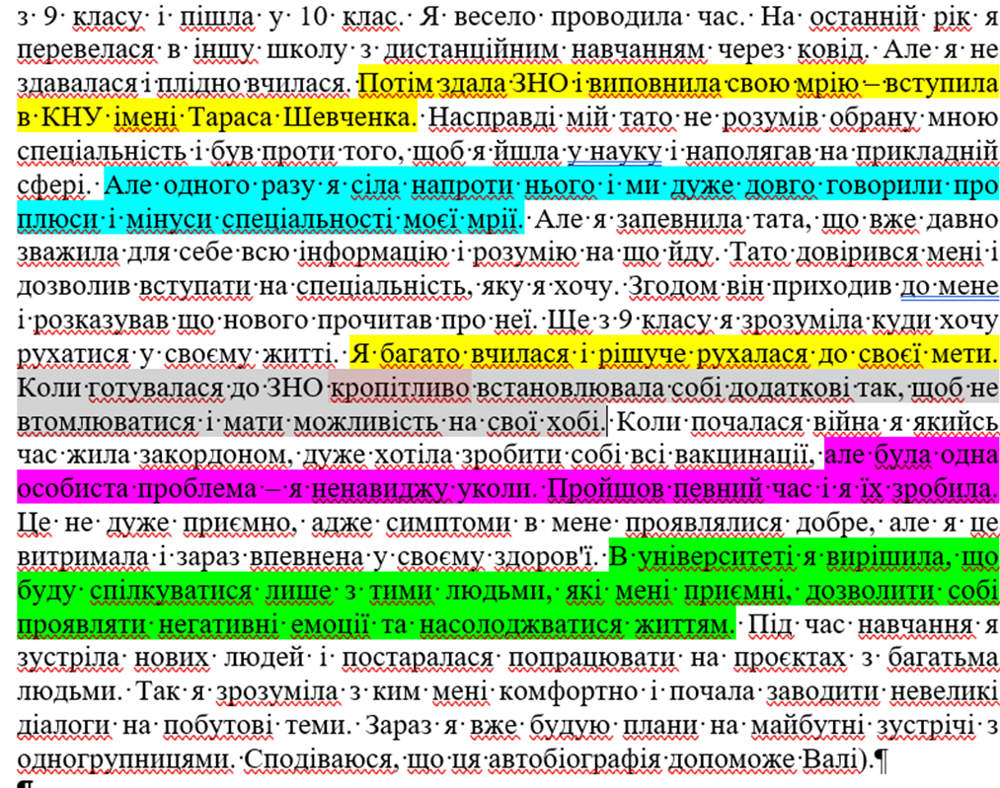 з 9 класу і пішла у 10 клас. Я весело проводила час. На останній рік я
перевелася в іншу школу з дистанційним навчанням через ковід. Але я не
здавалася і плідно вчилася. Потім здала ЗНО і виповнила свою мрію – вступила
в КНУ імені Тараса Шевченка. Насправді мій тато не розумів обрану мною
спеціальність і був проти того, щоб я йшла у науку і наполягав на прикладній
сфері. Але одного разу я сіла напроти нього і ми дуже довго говорили про
плюси і мінуси спеціальності моєї мрії. Але я запевнила тата, що вже давно
зважила для себе всю інформацію і розумію на що йду. Тато довірився мені і
дозволив вступати на спеціальність, яку я хочу. Згодом він приходив до мене
і розказував що нового прочитав про неї. Ще з 9 класу я зрозуміла куди хочу
рухатися у своєму житті. Я багато вчилася і рішуче рухалася до своєї мети.
Коли готувалася до ЗНО кропітливо встановлювала собі додаткові так, щоб не
втомлюватися і мати можливість на свої хобі. Коли почалася війна я якийсь
час жила закордоном, дуже хотіла зробити собі всі вакцинації, але була одна
особиста проблема – я ненавиджу уколи. Пройшов певний час і я їх зробила.
Це не дуже приємно, адже симптоми в мене проявлялися добре, але я це
витримала і зараз впевнена у своєму здоров'ї. В університеті я вирішила, що
буду спілкуватися лише з тими людьми, які мені приємні, дозволити собі
проявляти негативні емоції та насолоджватися життям. Під час навчання я
зустріла нових людей і постаралася попрацювати на проєктах з багатьма
людьми. Так я зрозуміла з ким мені комфортно і почала заводити невеликі
діалоги на побутові теми. Зараз я вже будую плани на майбутні зустрічі з
одногрупницями. Сподіваюся, що ця автобіографія допоможе Валі).¶